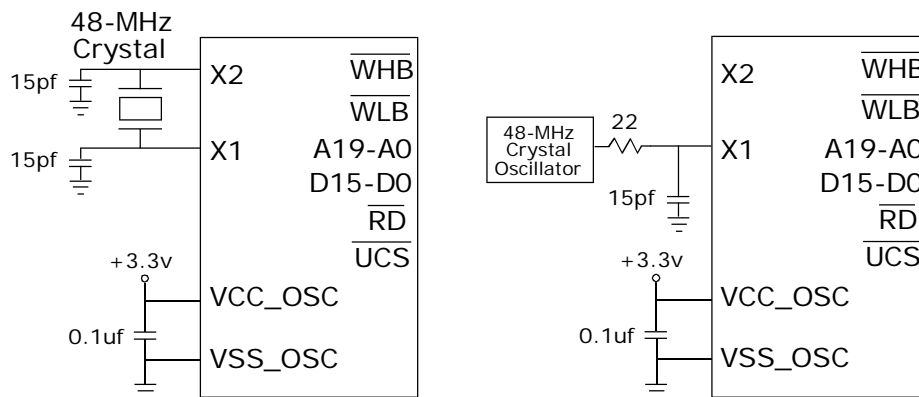 48-MHz
Crystal
15pf
15pf
X2
X1
WHB
WLB
A19-A0
D15-D0
RD
UCS
+3.3v
0.1uf
VCC_OSC
VSS_OSC
48-MHz
Crystal
Oscillator
22
15pf
X2
X1
WHB
WLB
A19-A0
D15-D0
RD
UCS
+3.3v
0.1uf
VCC_OSC
VSS_OSC